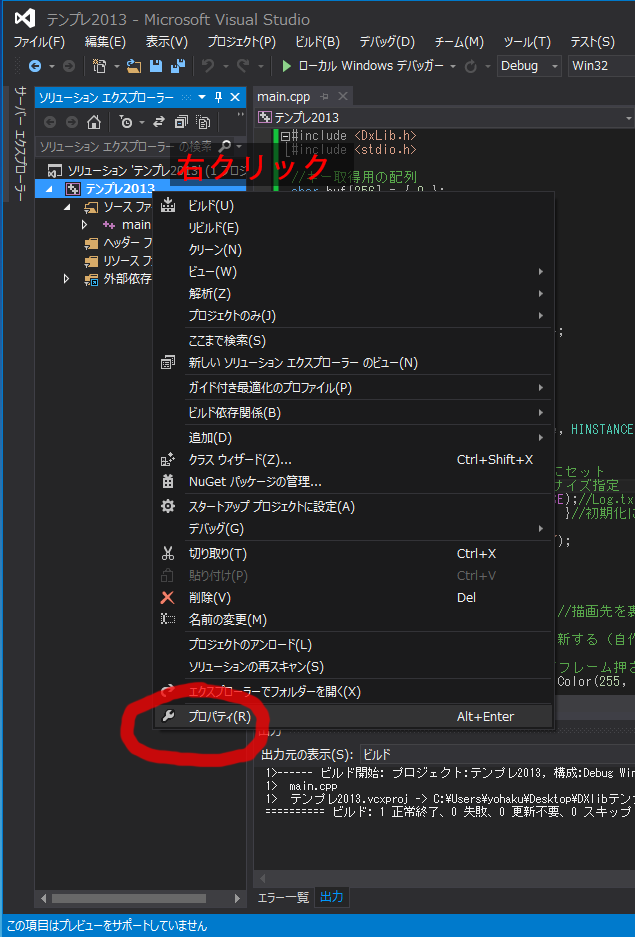 テンプレ2013 - Microsoft Visual Studio
ファイル(F) 編集(E) 表示(V) プロジェクト(P) ビルド(B) デバッグ(D) チーム(M) ツール(T) テスト(S)
ローカル Windows デバッガー Debug Win32
サーバー エクスプローラー
ソリューション エクスプローラー
main.cpp
テンプレ2013
ソリューション エクスプローラー の検索
#include <DxLib.h>
#include <stdio.h>
右クリック
ソリューション 'テンプレ2013' (1 プロジ
テンプレ2013
取得用の配列
char buf[256] = { 0 };
ソース ファ
main
ヘッダー フ
リソース フ
外部依存
ビルド(U)
リビルド(E)
クリーン(N)
ビュー(W)
解析(Z)
プロジェクトのみ(J)
ここまで検索(S)
新しい ソリューション エクスプローラー のビュー(N)
ガイド付き最適化のプロファイル(P)
ビルド依存関係(B)
追加(D)
クラス ウィザード(Z)... Ctrl+Shift+X
NuGet パッケージの管理...
スタートアップ プロジェクトに設定(A)
デバッグ(G)
切り取り(T) Ctrl+X
貼り付け(P) Ctrl+V
削除(V) Del
名前の変更(M)
プロジェクトのアンロード(L)
ソリューションの再スキャン(S)
エクスプローラーでフォルダーを開く(X)
プロパティ(R) Alt+Enter
};
, HINSTANCE
にセット
サイズ指定
E);//Log.tx
}//初期化に
);
//描画先を裏
新する（自作
フレーム押さ
Color(255,
出力
出力元の表示(S): ビルド
1>------ ビルド開始: プロジェクト:テンプレ2013, 構成:Debug Win
1> main.cpp
1> テンプレ2013.vcxproj -> C:\Users\yohaku\Desktop\DXlibテン
========== ビルド: 1 正常終了、0 失敗、0 更新不要、0 スキップ
エラー一覧 出力
この項目はプレビューをサポートしていません